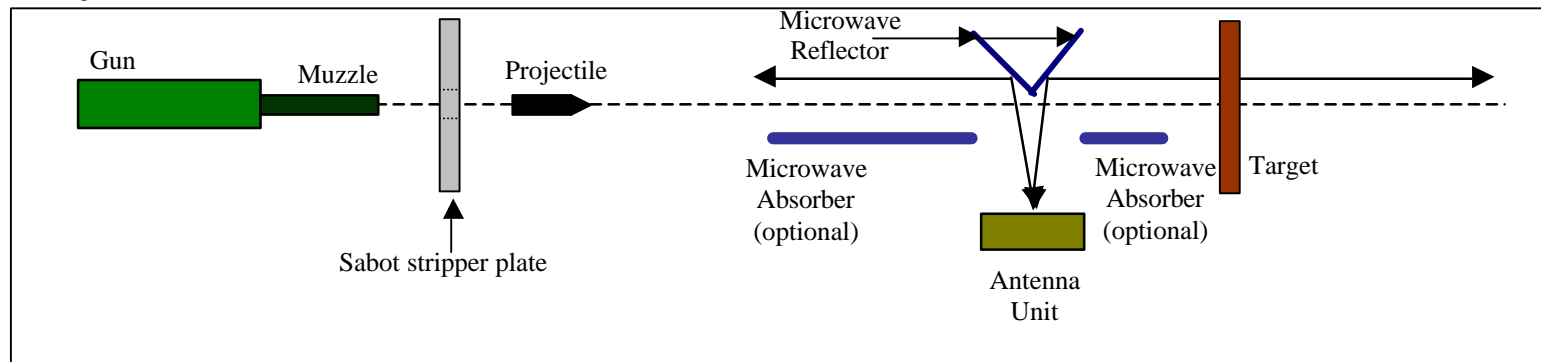 Gun
Muzzle
Projectile
Microwave
Reflector
Sabot stripper plate
Microwave
Absorber
(optional)
Antenna
Unit
Microwave
Absorber
(optional)
Target